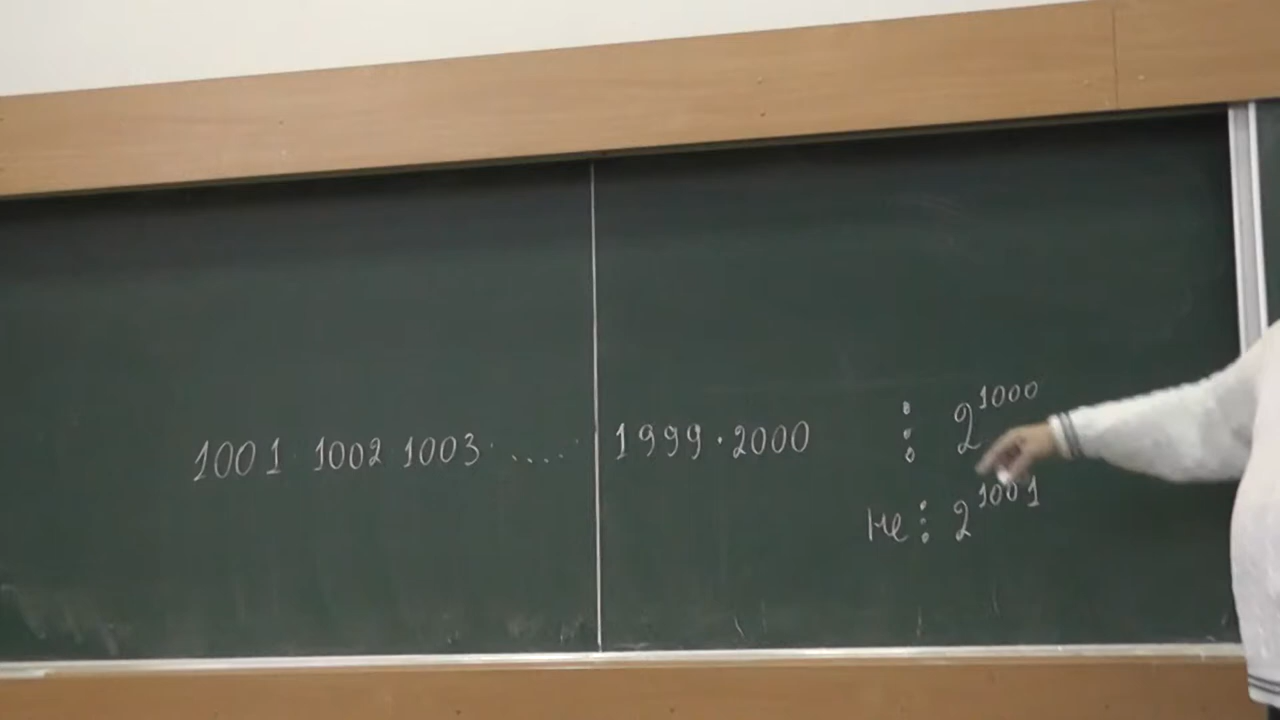 1001 · 1002 · 1003 · .... · 1999 · 2000 ⋮ 2^1000
не ⋮ 2^1001